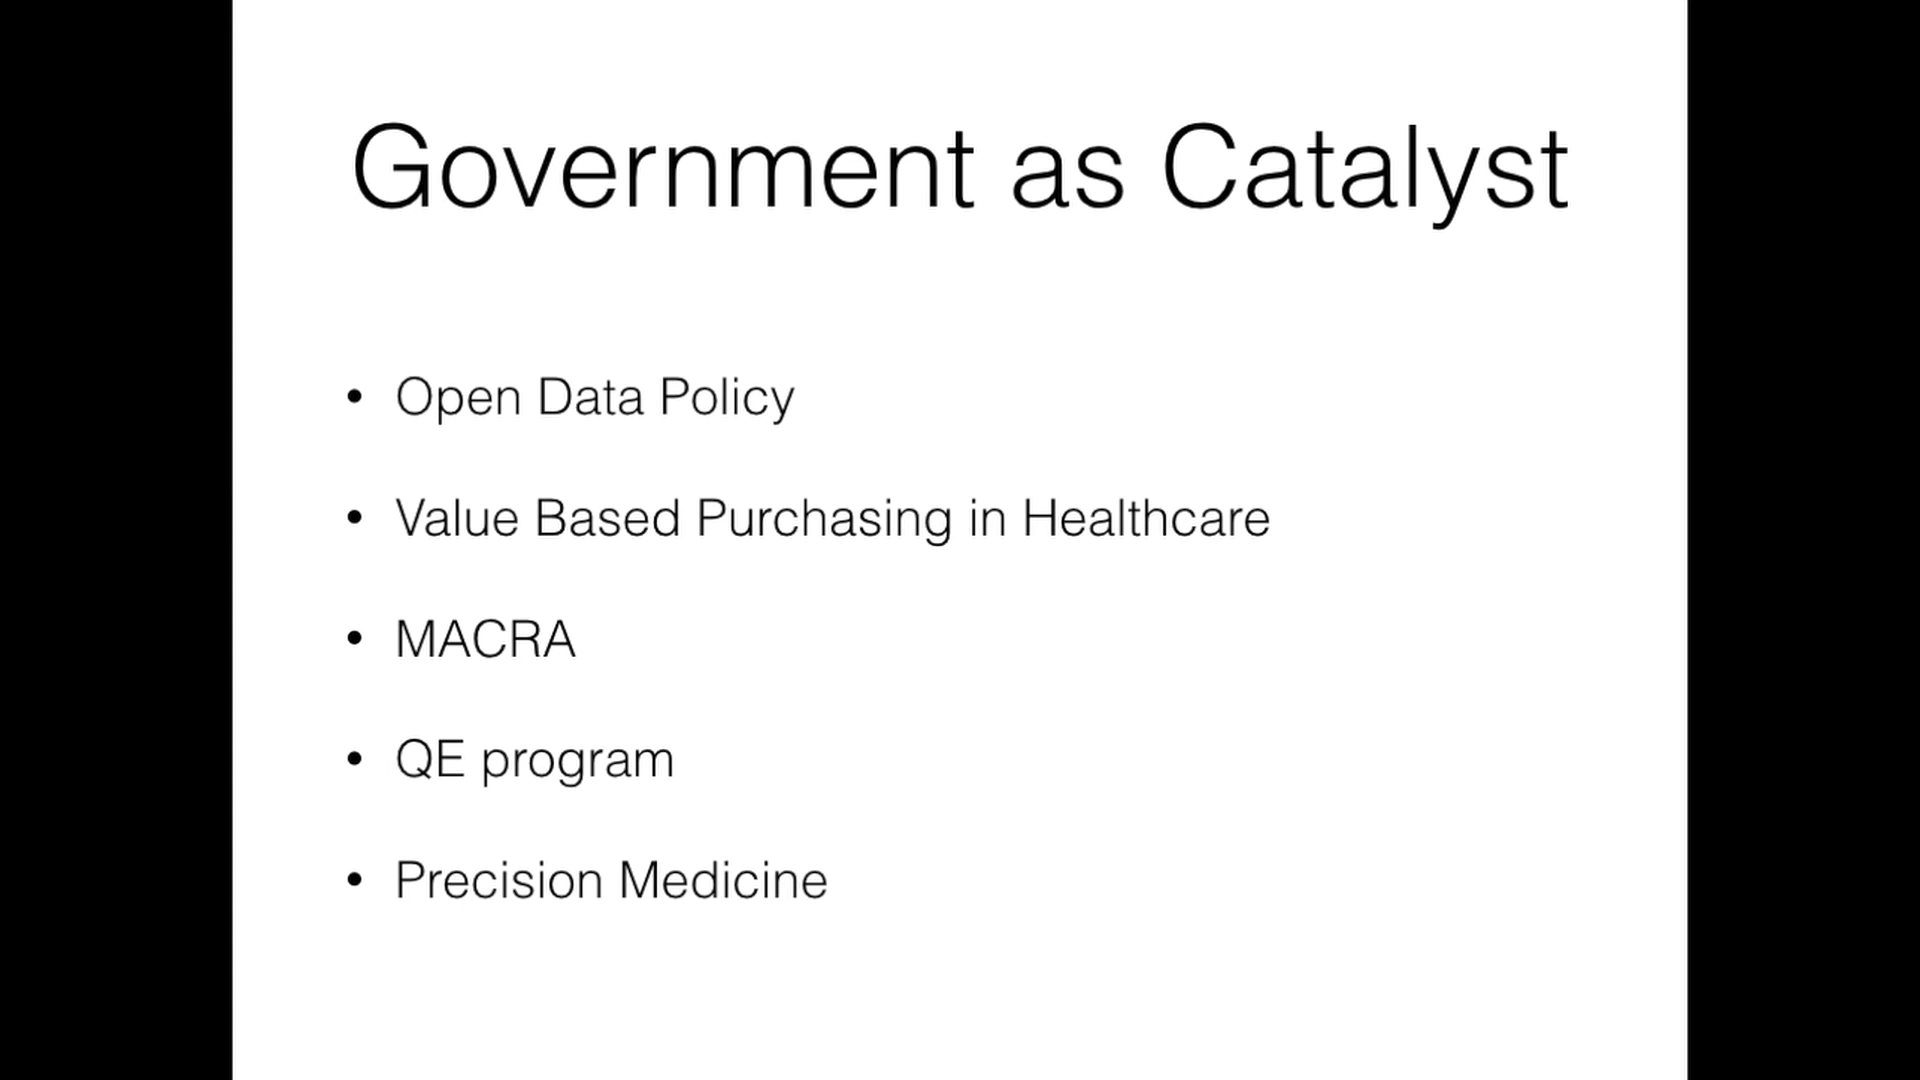 Government as Catalyst
• Open Data Policy
• Value Based Purchasing in Healthcare
• MACRA
• QE program
• Precision Medicine